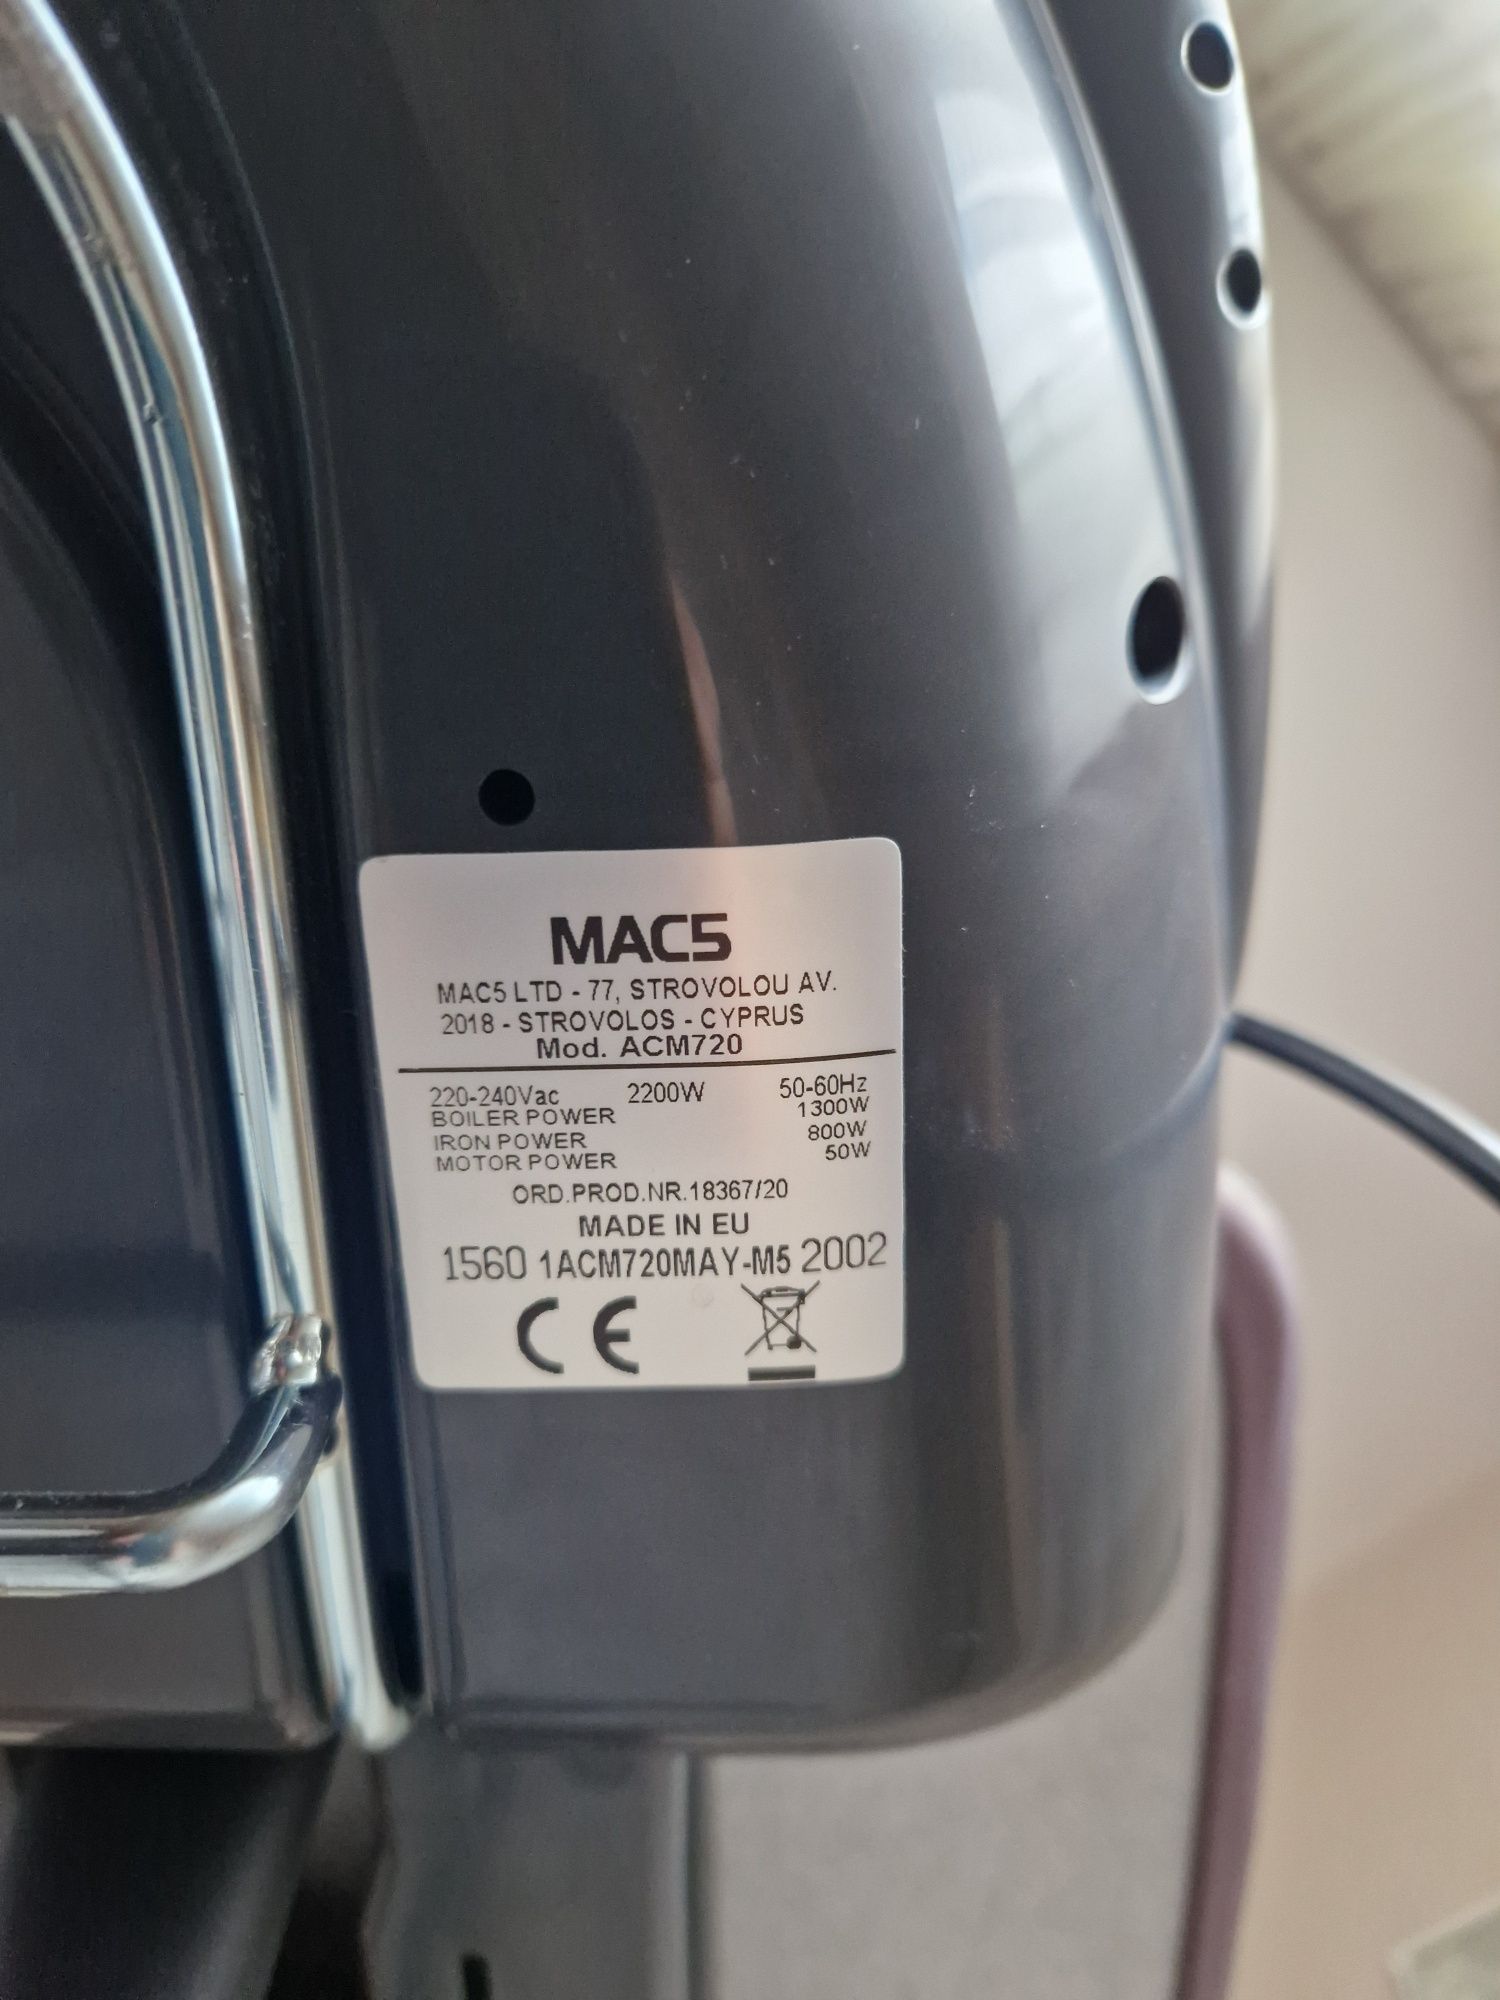 MAC5
MAC5 LTD - 77, STROVOLOU AV.
2018 - STROVOLOS - CYPRUS
Mod. ACM720
220-240Vac 2200W 50-60Hz
BOILER POWER 1300W
IRON POWER 800W
MOTOR POWER 50W
ORD.PROD.NR.18367/20
MADE IN EU
1560 1ACM720MAY-M5 2002
CE